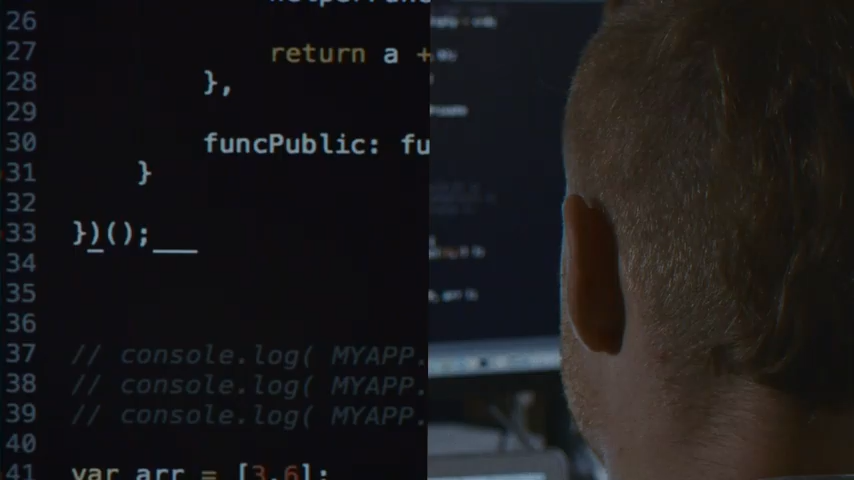 26
27 return a +
28 },
29
30 funcPublic: fu
31 }
32
33 })();
34
35
36
37 // console.log( MYAPP.
38 // console.log( MYAPP.
39 // console.log( MYAPP.
40
41 var arr = [3,6];